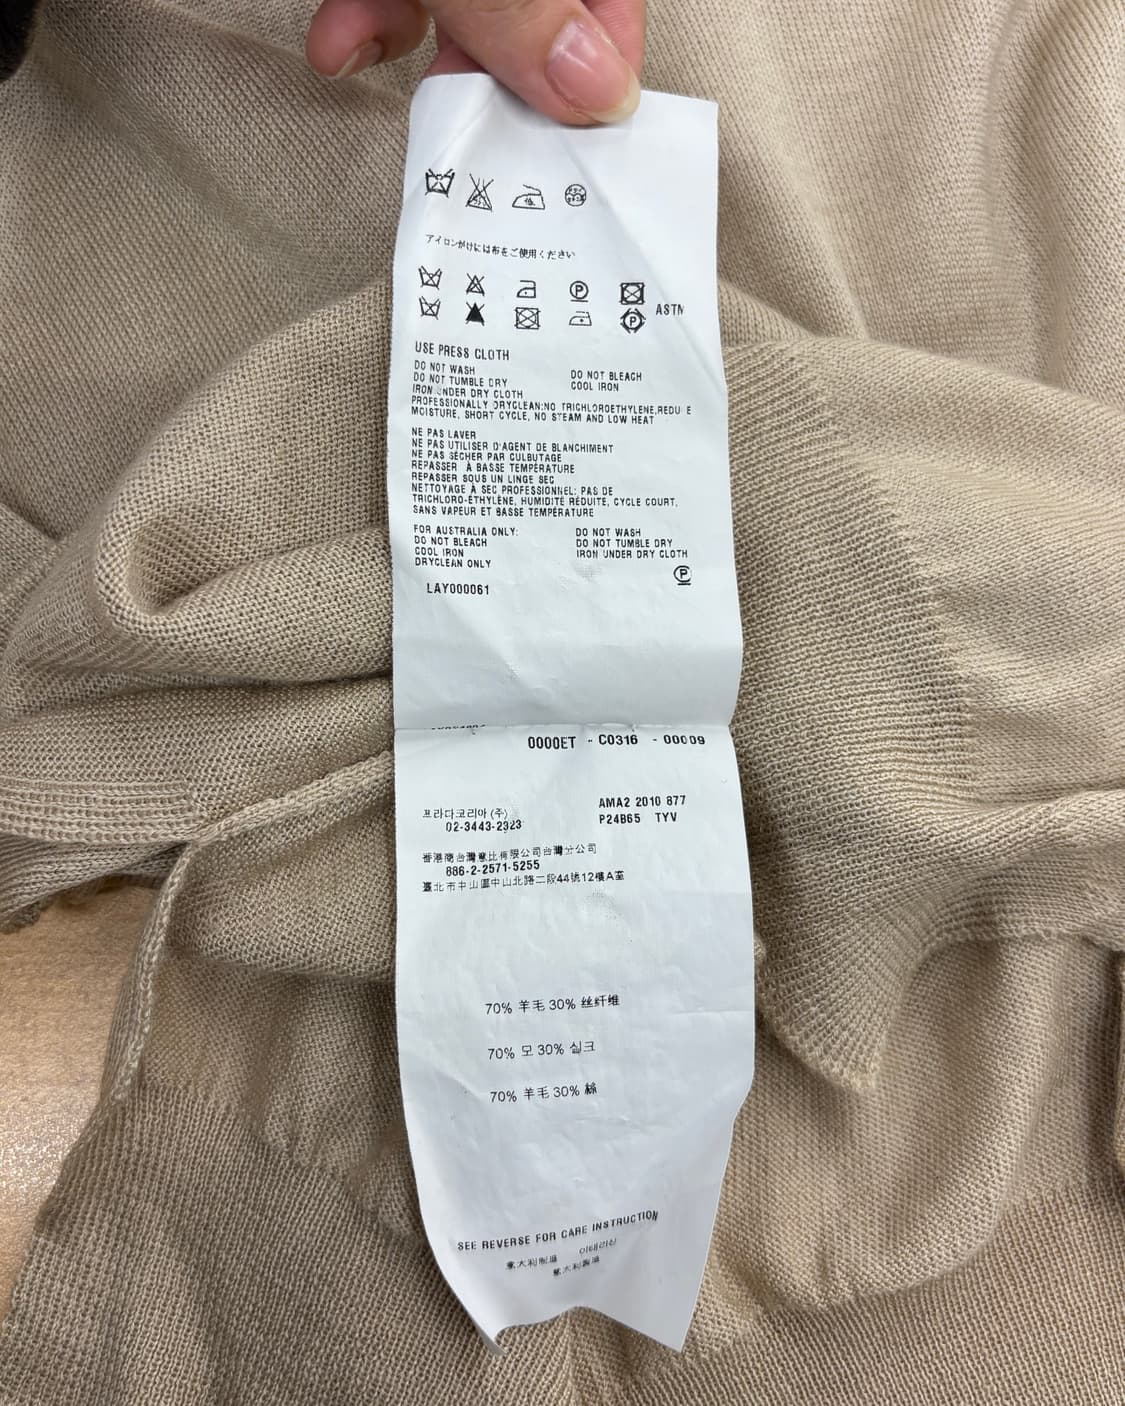 アイロンがけには布をご使用ください
ASTM
USE PRESS CLOTH
DO NOT WASH DO NOT BLEACH
DO NOT TUMBLE DRY COOL IRON
IRON UNDER DRY CLOTH
PROFESSIONALLY DRYCLEAN:NO TRICHLOROETHYLENE,REDUCE
MOISTURE, SHORT CYCLE, NO STEAM AND LOW HEAT
NE PAS LAVER
NE PAS UTILISER D'AGENT DE BLANCHIMENT
NE PAS SÉCHER PAR CULBUTAGE
REPASSER À BASSE TEMPÉRATURE
REPASSER SOUS UN LINGE SEC
NETTOYAGE À SEC PROFESSIONNEL: PAS DE
TRICHLORO-ÉTHYLÈNE, HUMIDITÉ RÉDUITE, CYCLE COURT,
SANS VAPEUR ET BASSE TEMPÉRATURE
FOR AUSTRALIA ONLY: DO NOT WASH
DO NOT BLEACH DO NOT TUMBLE DRY
COOL IRON IRON UNDER DRY CLOTH
DRYCLEAN ONLY
LAY000061
0000ET - C0316 - 00009
프라다코리아 (주) AMA2 2010 877
02-3443-2323 P24B65 TYV
香港商台灣意比有限公司台灣分公司
886-2-2571-5255
臺北市中山區中山北路二段44號12樓A室
70% 羊毛 30% 丝纤维
70% 모 30% 실크
70% 羊毛 30% 絲
SEE REVERSE FOR CARE INSTRUCTION
意大利制造 이태리산
意大利製造